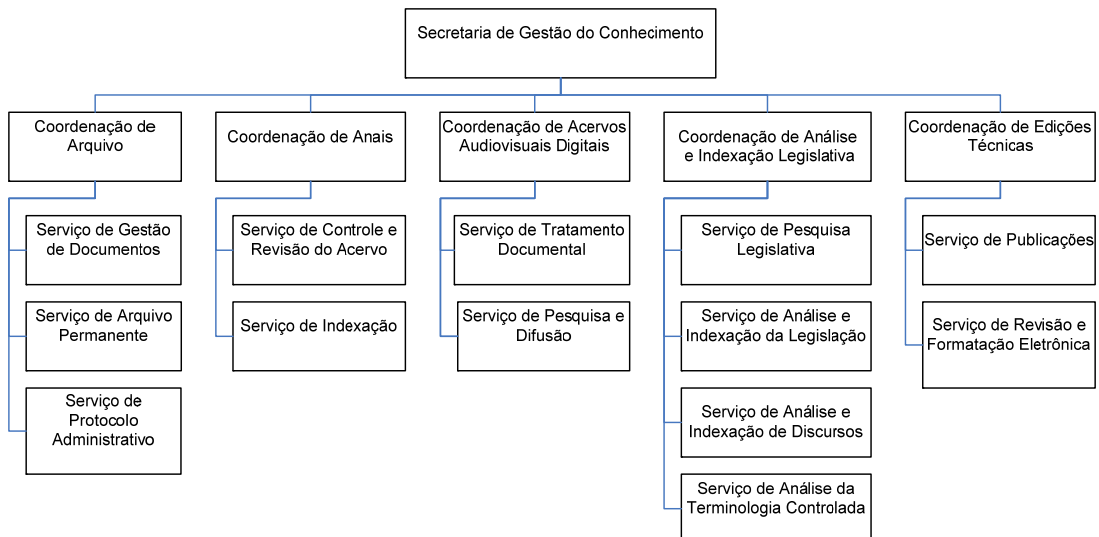 Secretaria de Gestão do Conhecimento
Coordenação de
Arquivo
Coordenação de Anais
Coordenação de Acervos
Audiovisuais Digitais
Coordenação de Análise
e Indexação Legislativa
Coordenação de Edições
Técnicas
Serviço de Gestão
de Documentos
Serviço de Controle e
Revisão do Acervo
Serviço de Tratamento
Documental
Serviço de Pesquisa
Legislativa
Serviço de Publicações
Serviço de Arquivo
Permanente
Serviço de Indexação
Serviço de Pesquisa e
Difusão
Serviço de Análise e
Indexação da Legislação
Serviço de Revisão e
Formatação Eletrônica
Serviço de
Protocolo
Administrativo
Serviço de Análise e
Indexação de Discursos
Serviço de Análise da
Terminologia Controlada